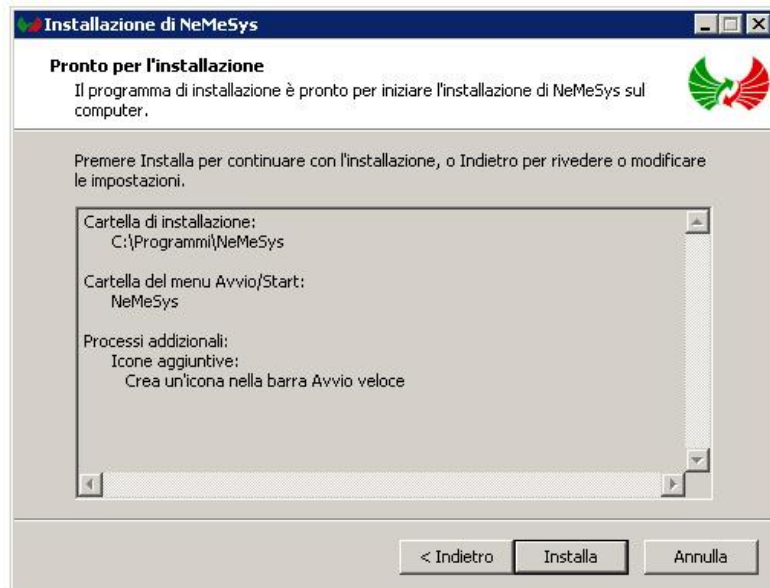 Installazione di NeMeSys
Pronto per l'installazione
Il programma di installazione è pronto per iniziare l'installazione di NeMeSys sul
computer.
Premere Installa per continuare con l'installazione, o Indietro per rivedere o modificare
le impostazioni.
Cartella di installazione:
C:\Programmi\NeMeSys
Cartella del menu Avvio/Start:
NeMeSys
Processi addizionali:
Icone aggiuntive:
Crea un'icona nella barra Avvio veloce
< Indietro
Installa
Annulla